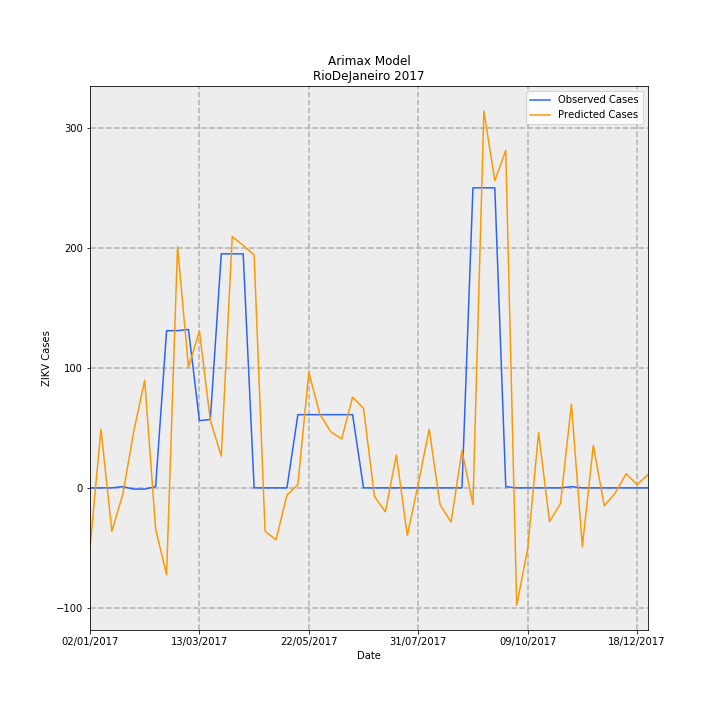 Arimax Model
RioDeJaneiro 2017
Observed Cases
Predicted Cases
300
200
100
0
−100
ZIKV Cases
02/01/2017 13/03/2017 22/05/2017 31/07/2017 09/10/2017 18/12/2017
Date